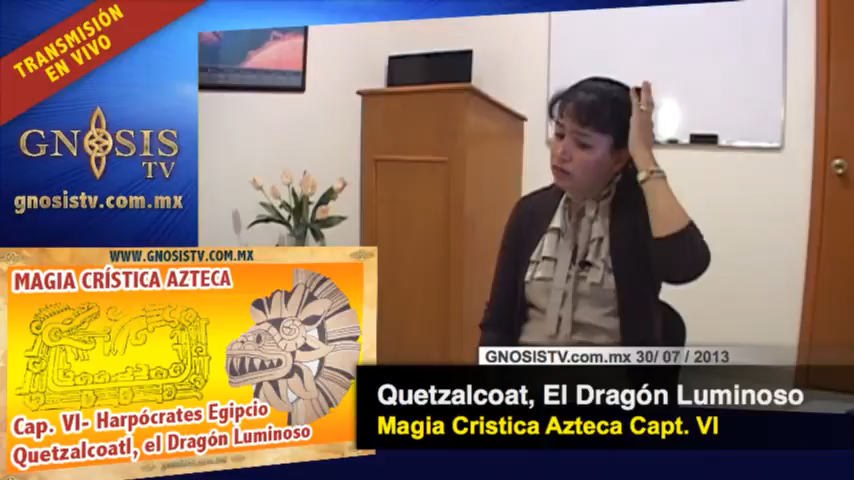 TRANSMISIÓN
EN VIVO
GNOSIS
TV
gnosistv.com.mx
WWW.GNOSISTV.COM.MX
MAGIA CRÍSTICA AZTECA
Cap. VI- Harpócrates Egipcio
Quetzalcoatl, el Dragón Luminoso
GNOSISTV.com.mx 30/ 07 / 2013
Quetzalcoat, El Dragón Luminoso
Magia Cristica Azteca Capt. VI